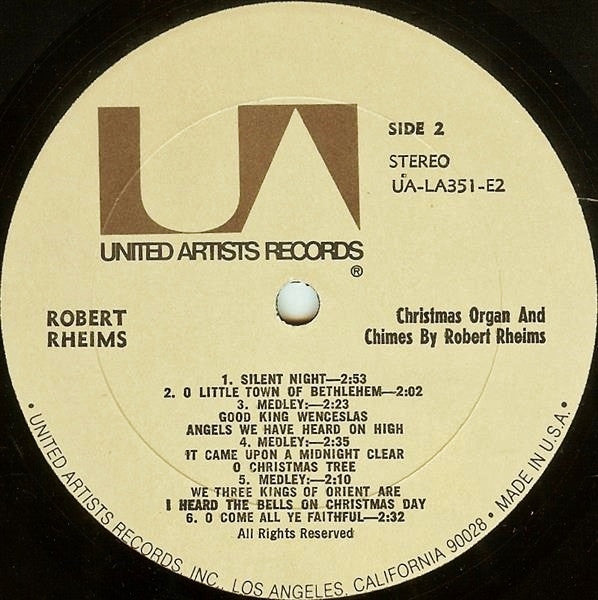 UA
SIDE 2
STEREO
UA-LA351-E2
UNITED ARTISTS RECORDS
®
ROBERT
RHEIMS
Christmas Organ And
Chimes By Robert Rheims
1. SILENT NIGHT—2:53
2. O LITTLE TOWN OF BETHLEHEM—2:02
3. MEDLEY:—2:23
GOOD KING WENCESLAS
ANGELS WE HAVE HEARD ON HIGH
4. MEDLEY:—2:35
IT CAME UPON A MIDNIGHT CLEAR
O CHRISTMAS TREE
5. MEDLEY:—2:10
WE THREE KINGS OF ORIENT ARE
I HEARD THE BELLS ON CHRISTMAS DAY
6. O COME ALL YE FAITHFUL—2:32
All Rights Reserved
• UNITED ARTISTS RECORDS, INC., LOS ANGELES, CALIFORNIA 90028 • MADE IN U.S.A. •